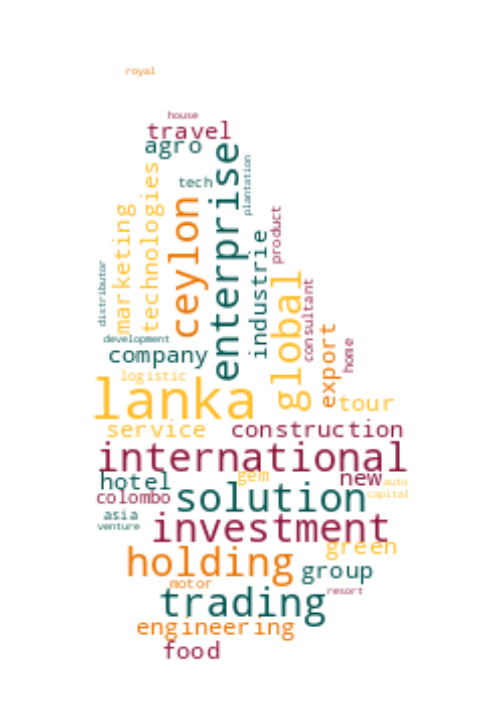 royal
house
travel
agro
enterprise
tech
plantation
technologies
ceylon
marketing
product
industrie
distributor
global
consultant
export
home
development
company
logistic
lanka
tour
service
construction
international
hotel
gem
new
auto
colombo
solution
capital
asia
venture
investment
green
holding
group
motor
trading
resort
engineering
food